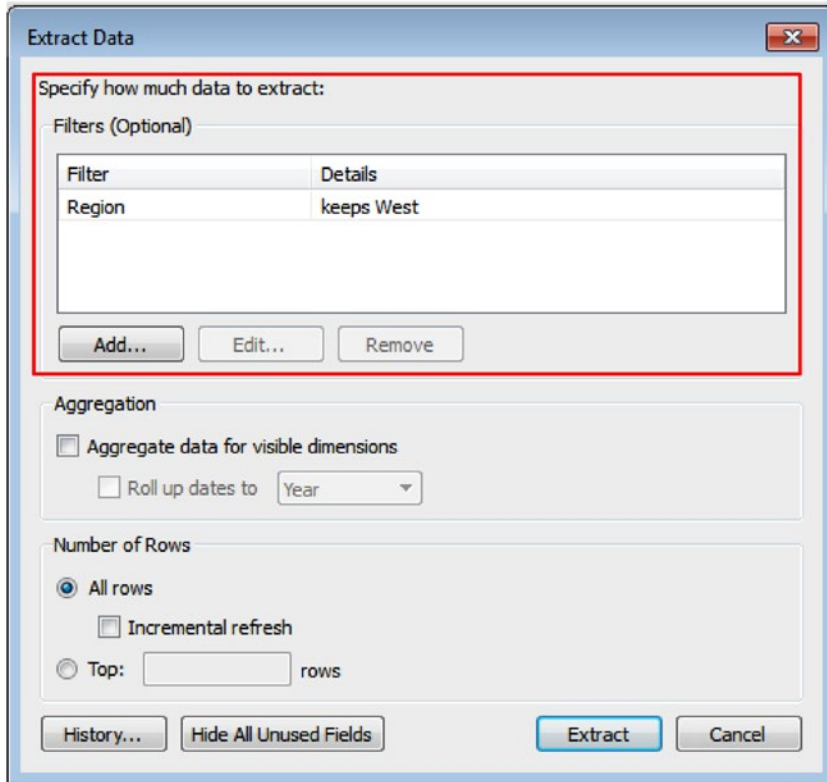 Extract Data
Specify how much data to extract:
Filters (Optional)
Filter Details
Region keeps West
Add... Edit... Remove
Aggregation
Aggregate data for visible dimensions
Roll up dates to Year
Number of Rows
All rows
Incremental refresh
Top: rows
History... Hide All Unused Fields Extract Cancel